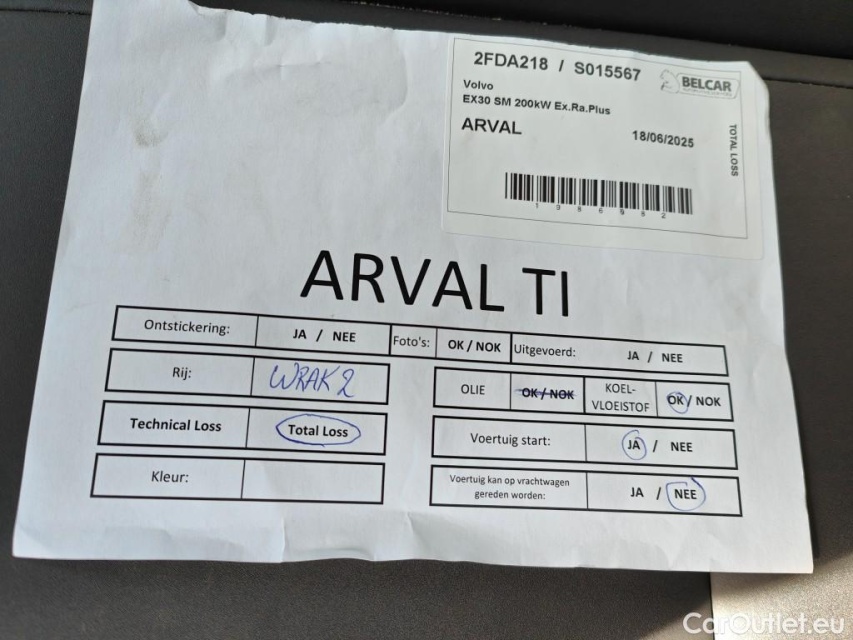 2FDA218 / S015567
BELCAR
Volvo
EX30 SM 200kW Ex.Ra.Plus
ARVAL
18/06/2025
TOTAL LOSS
1986982
ARVAL TI
Ontstickering: JA / NEE Foto's: OK / NOK Uitgevoerd: JA / NEE
Rij: WRAK 2
OLIE OK / NOK KOEL-
VLOEISTOF OK / NOK
Technical Loss Total Loss
Voertuig start: JA / NEE
Kleur:
Voertuig kan op vrachtwagen
gereden worden: JA / NEE
CarOutlet.eu